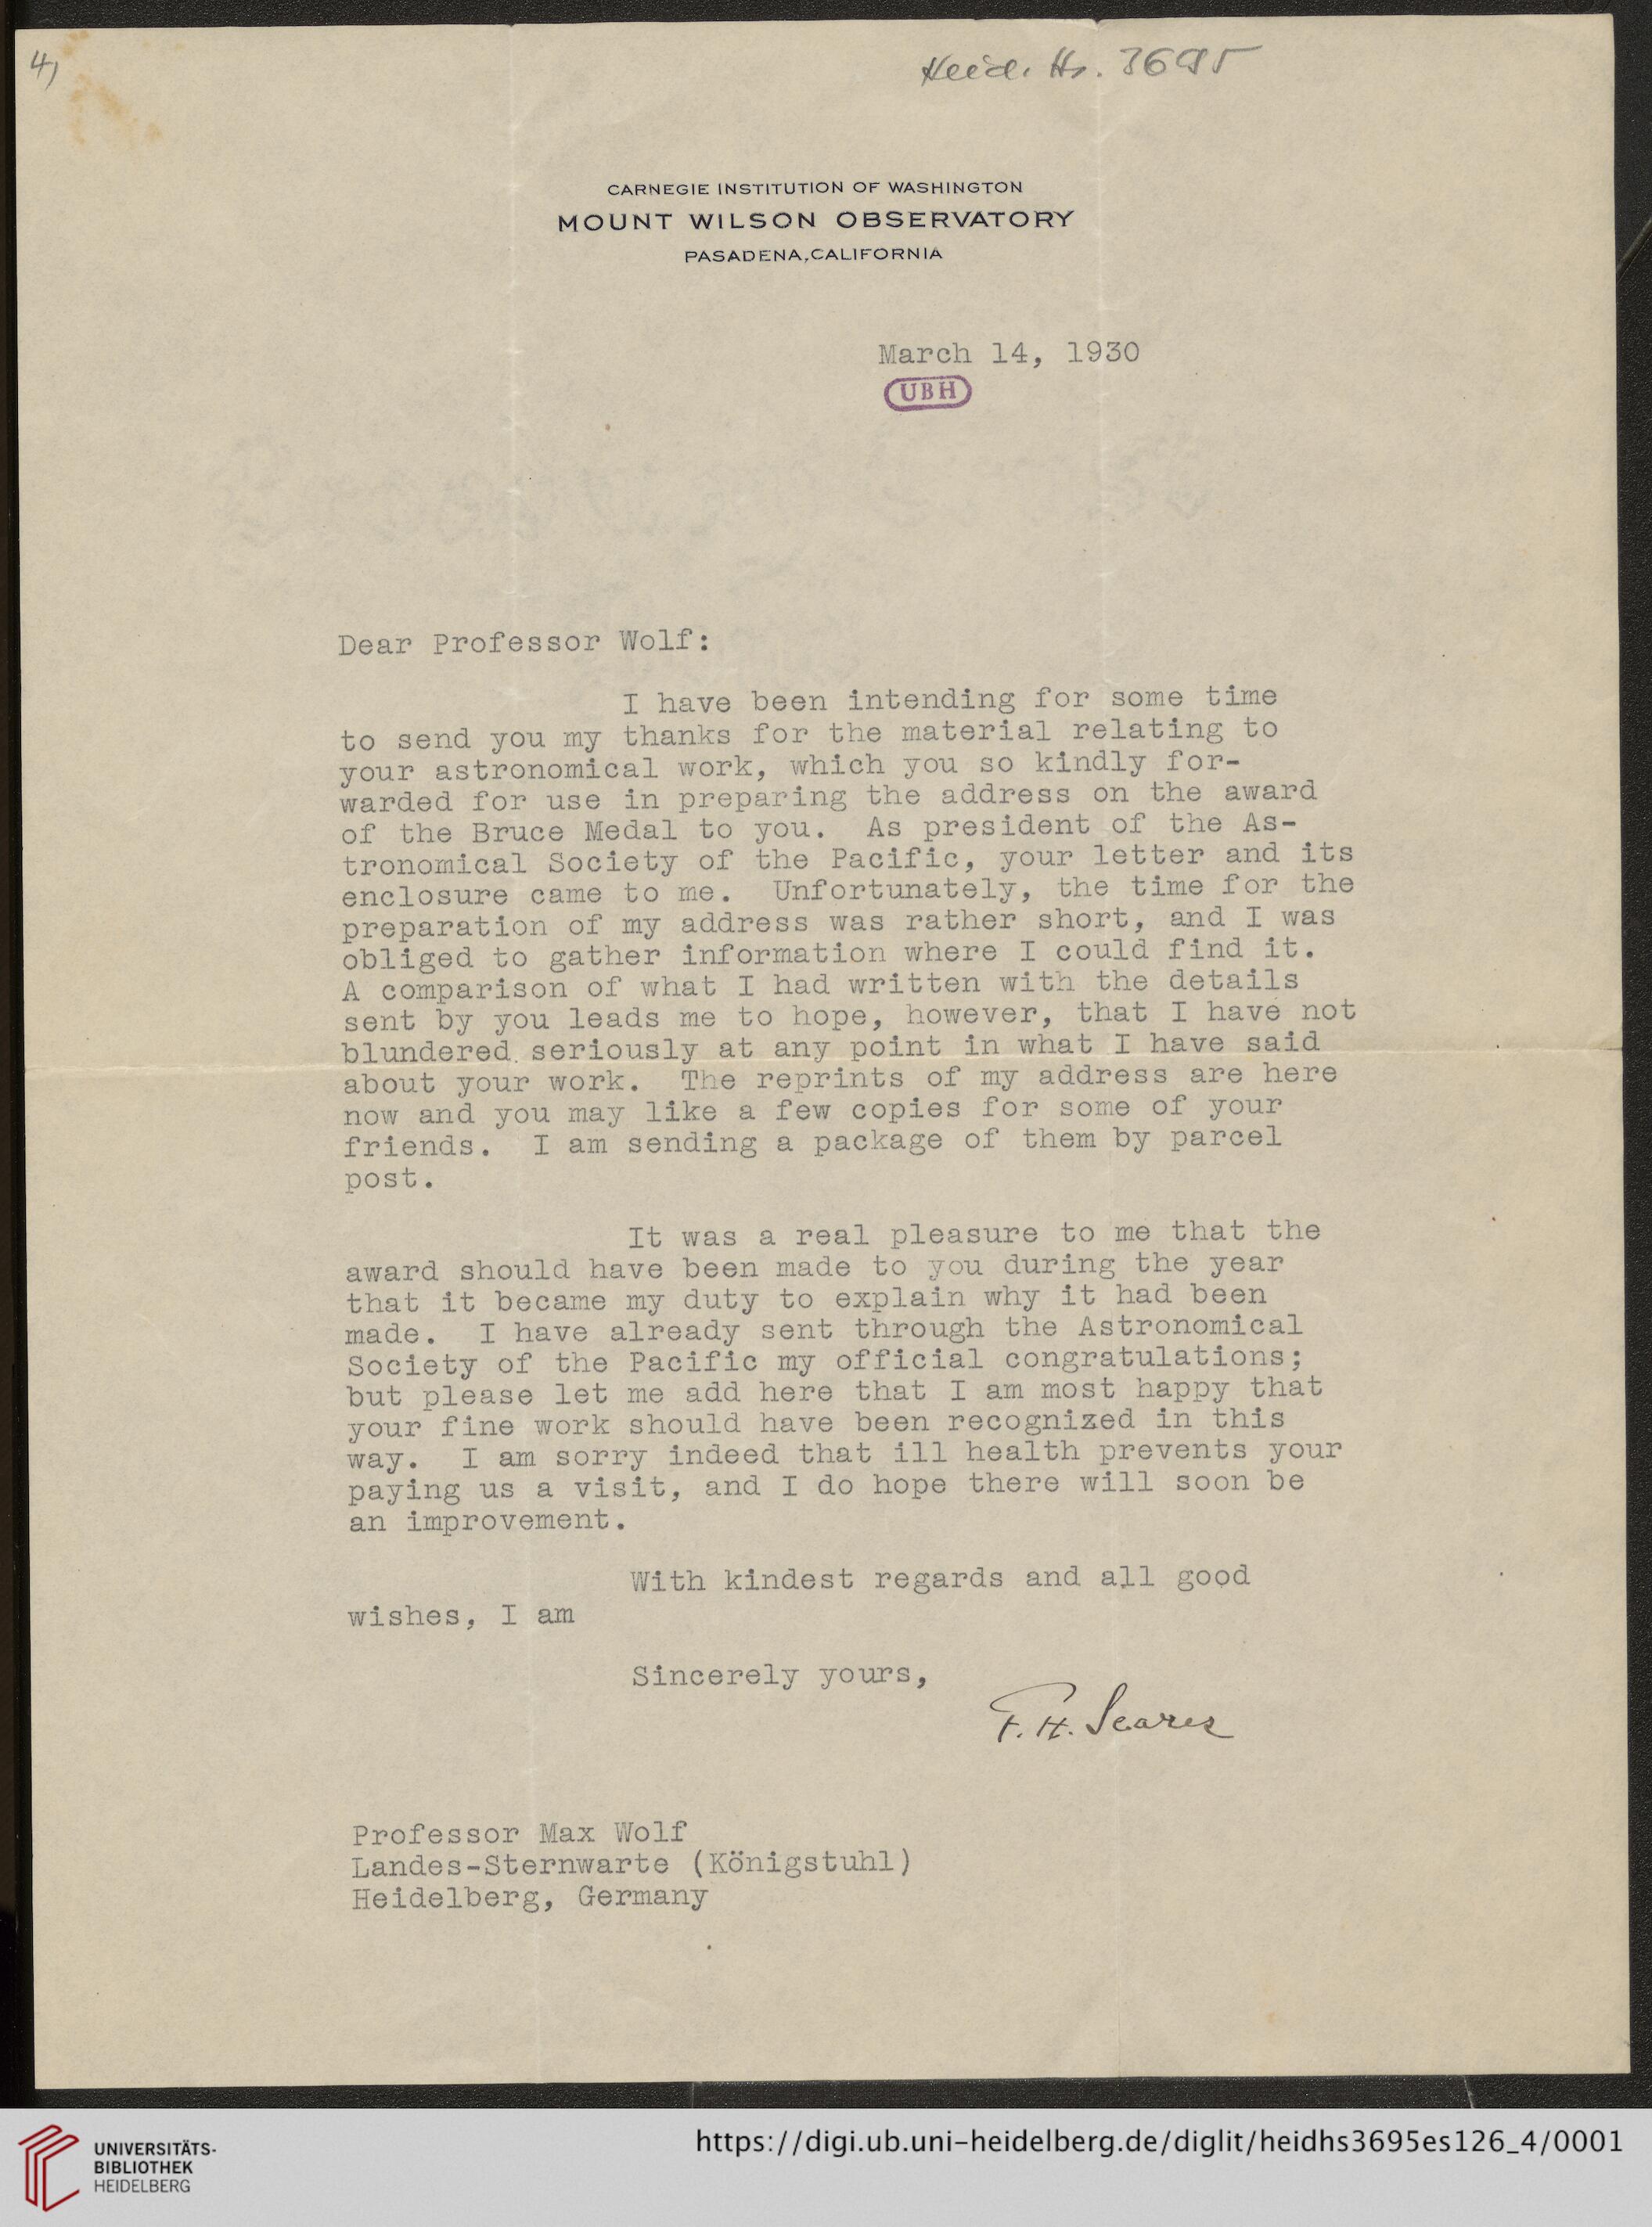 4)
Heid. Hs. 3695
CARNEGIE INSTITUTION OF WASHINGTON
MOUNT WILSON OBSERVATORY
PASADENA, CALIFORNIA
March 14, 1930
UBH
Dear Professor Wolf:
I have been intending for some time
to send you my thanks for the material relating to
your astronomical work, which you so kindly for-
warded for use in preparing the address on the award
of the Bruce Medal to you. As president of the As-
tronomical Society of the Pacific, your letter and its
enclosure came to me. Unfortunately, the time for the
preparation of my address was rather short, and I was
obliged to gather information where I could find it.
A comparison of what I had written with the details
sent by you leads me to hope, however, that I have not
blundered seriously at any point in what I have said
about your work. The reprints of my address are here
now and you may like a few copies for some of your
friends. I am sending a package of them by parcel
post.
It was a real pleasure to me that the
award should have been made to you during the year
that it became my duty to explain why it had been
made. I have already sent through the Astronomical
Society of the Pacific my official congratulations;
but please let me add here that I am most happy that
your fine work should have been recognized in this
way. I am sorry indeed that ill health prevents your
paying us a visit, and I do hope there will soon be
an improvement.
With kindest regards and all good
wishes, I am
Sincerely yours,
F. H. Seares
Professor Max Wolf
Landes-Sternwarte (Königstuhl)
Heidelberg, Germany
UNIVERSITÄTS-
BIBLIOTHEK
HEIDELBERG
https://digi.ub.uni-heidelberg.de/diglit/heidhs3695es126_4/0001